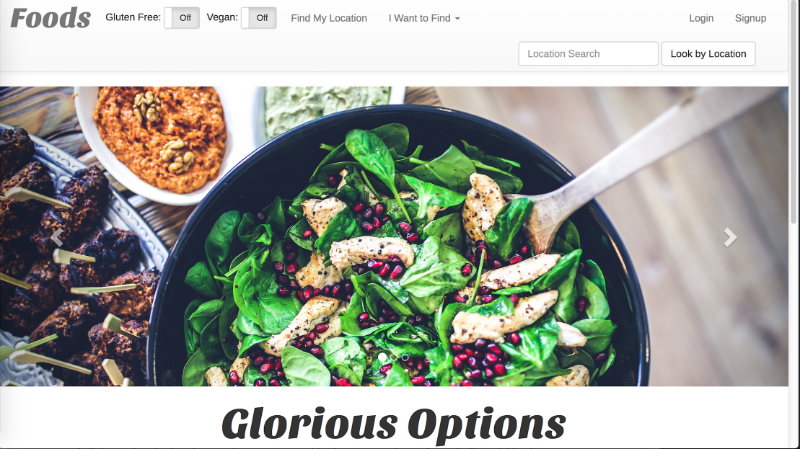 Foods Gluten Free: Off Vegan: Off Find My Location I Want to Find Login Signup
Location Search Look by Location
Glorious Options